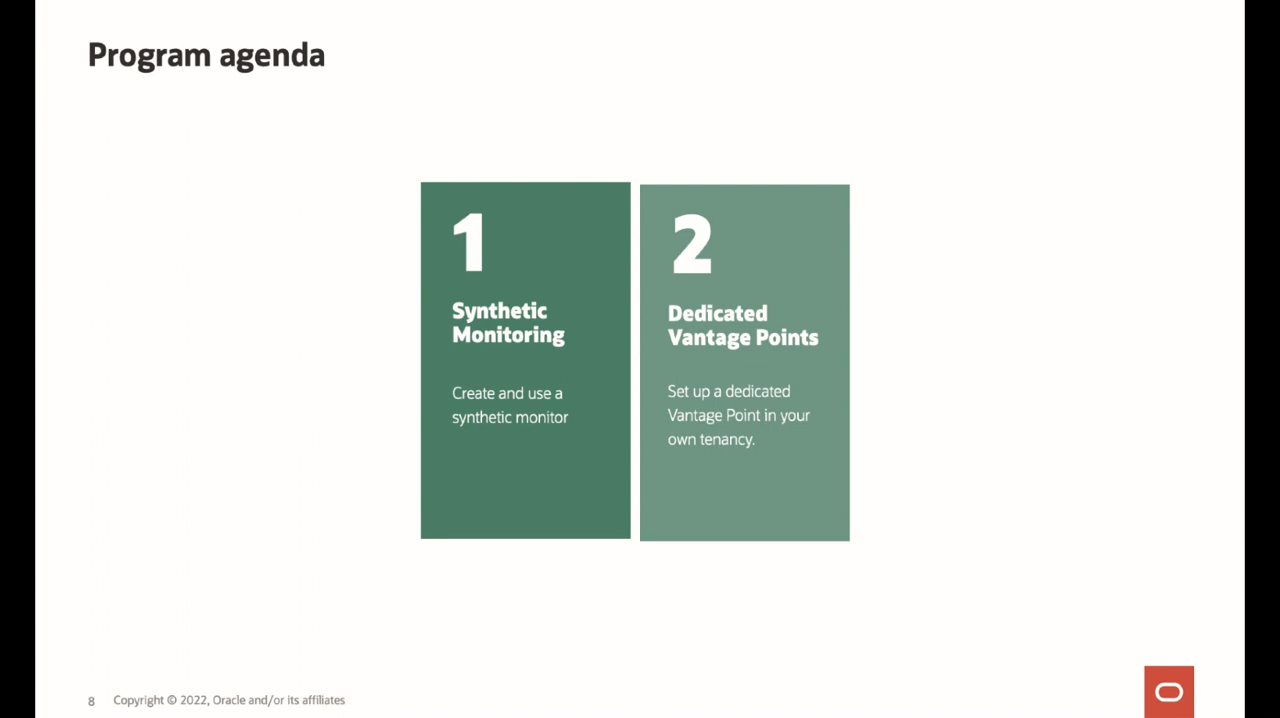 Program agenda
1
Synthetic
Monitoring
Create and use a
synthetic monitor
2
Dedicated
Vantage Points
Set up a dedicated
Vantage Point in your
own tenancy.
8 Copyright © 2022, Oracle and/or its affiliates